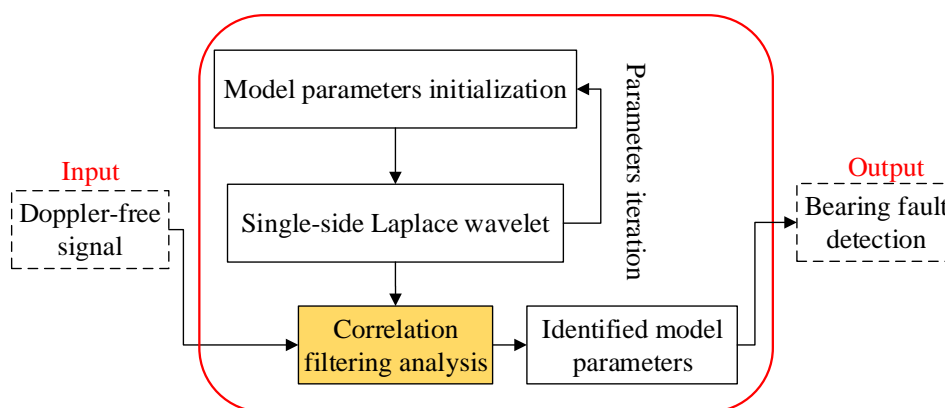 Model parameters initialization
Parameters iteration
Input
Doppler-free
signal
Single-side Laplace wavelet
Output
Bearing fault
detection
Correlation
filtering analysis
Identified model
parameters